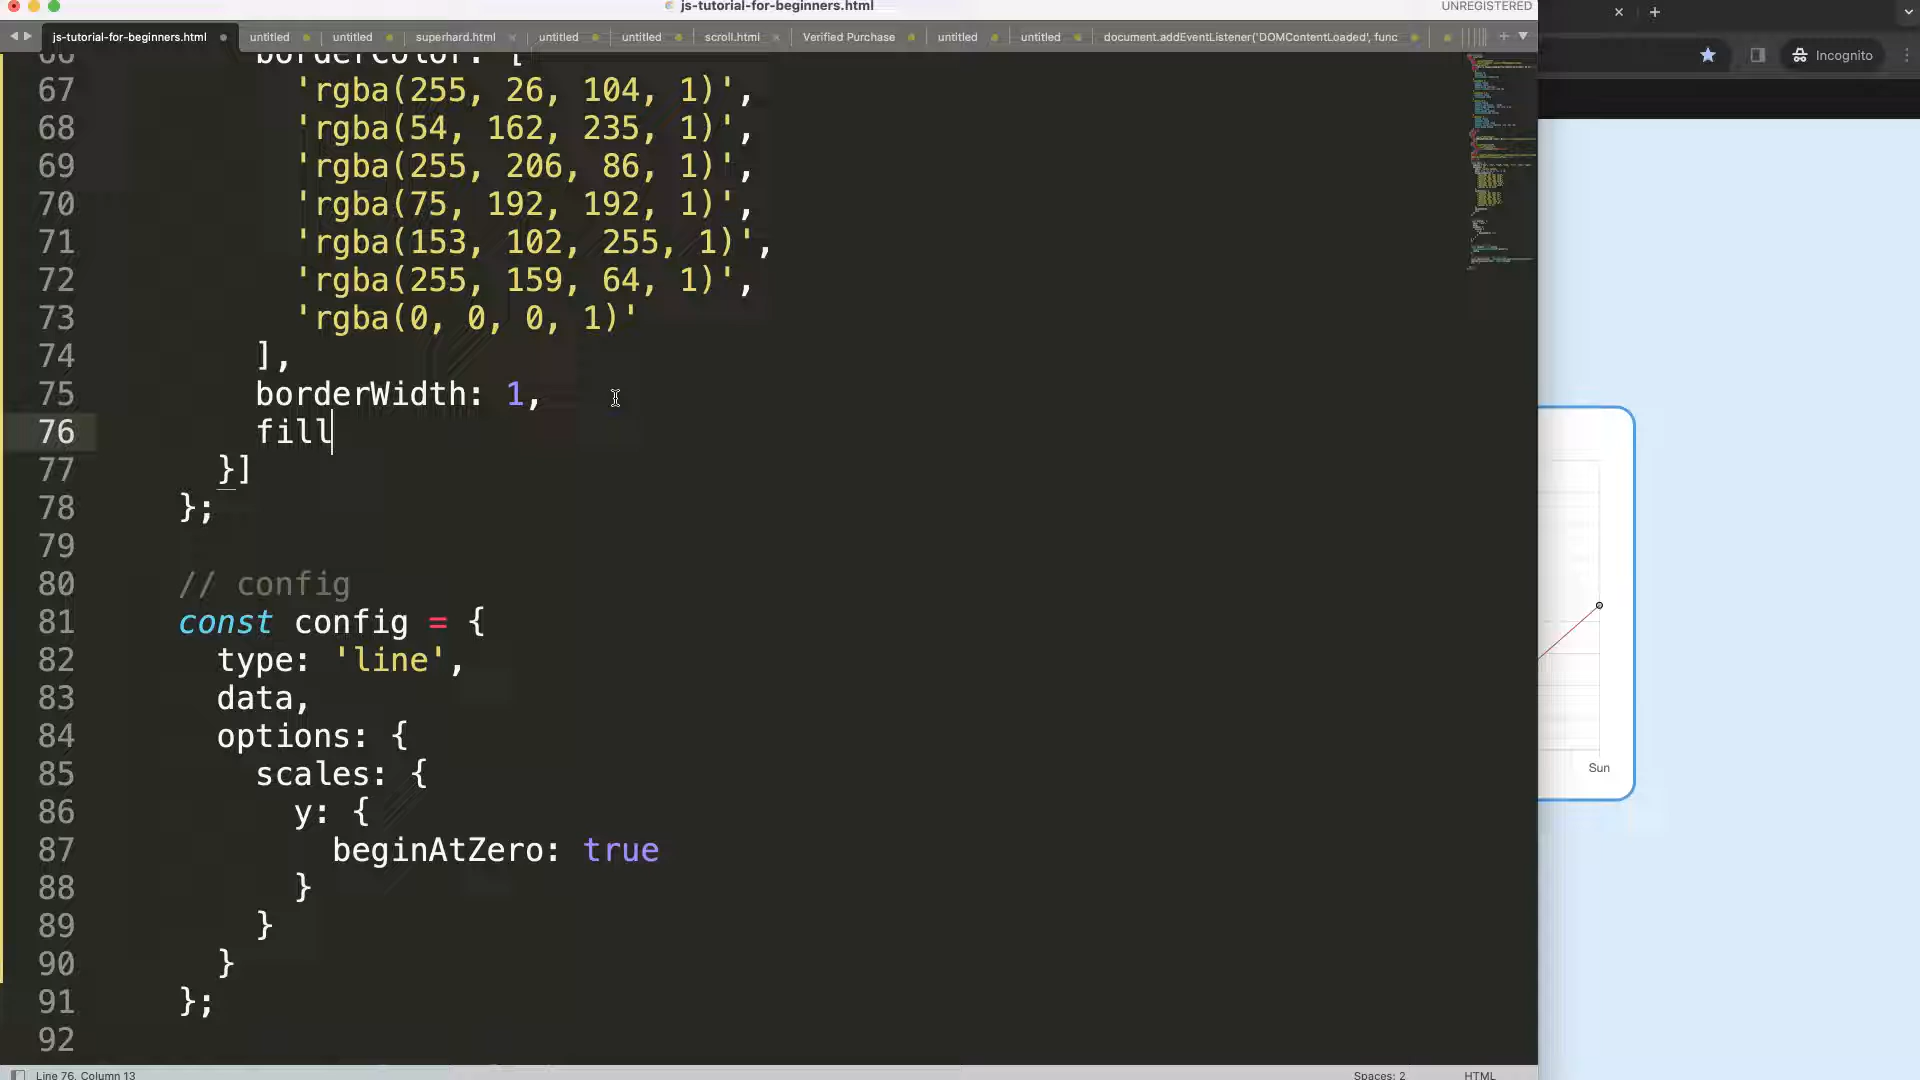 js-tutorial-for-beginners.html
UNREGISTERED
js-tutorial-for-beginners.html untitled untitled superhard.html untitled untitled scroll.html Verified Purchase untitled untitled document.addEventListener('DOMContentLoaded', func
Incognito
66 borderColor: [
67 'rgba(255, 26, 104, 1)',
68 'rgba(54, 162, 235, 1)',
69 'rgba(255, 206, 86, 1)',
70 'rgba(75, 192, 192, 1)',
71 'rgba(153, 102, 255, 1)',
72 'rgba(255, 159, 64, 1)',
73 'rgba(0, 0, 0, 1)'
74 ],
75 borderWidth: 1,
76 fill
77 }]
78 };
79
80 // config
81 const config = {
82 type: 'line',
83 data,
84 options: {
85 scales: {
86 y: {
87 beginAtZero: true
88 }
89 }
90 }
91 };
92
Sun
Line 76, Column 13
Spaces: 2
HTML